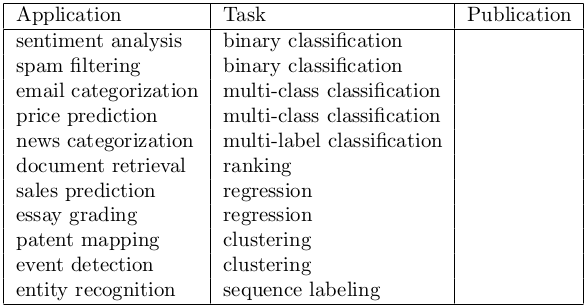 Application Task Publication
sentiment analysis binary classification
spam filtering binary classification
email categorization multi-class classification
price prediction multi-class classification
news categorization multi-label classification
document retrieval ranking
sales prediction regression
essay grading regression
patent mapping clustering
event detection clustering
entity recognition sequence labeling